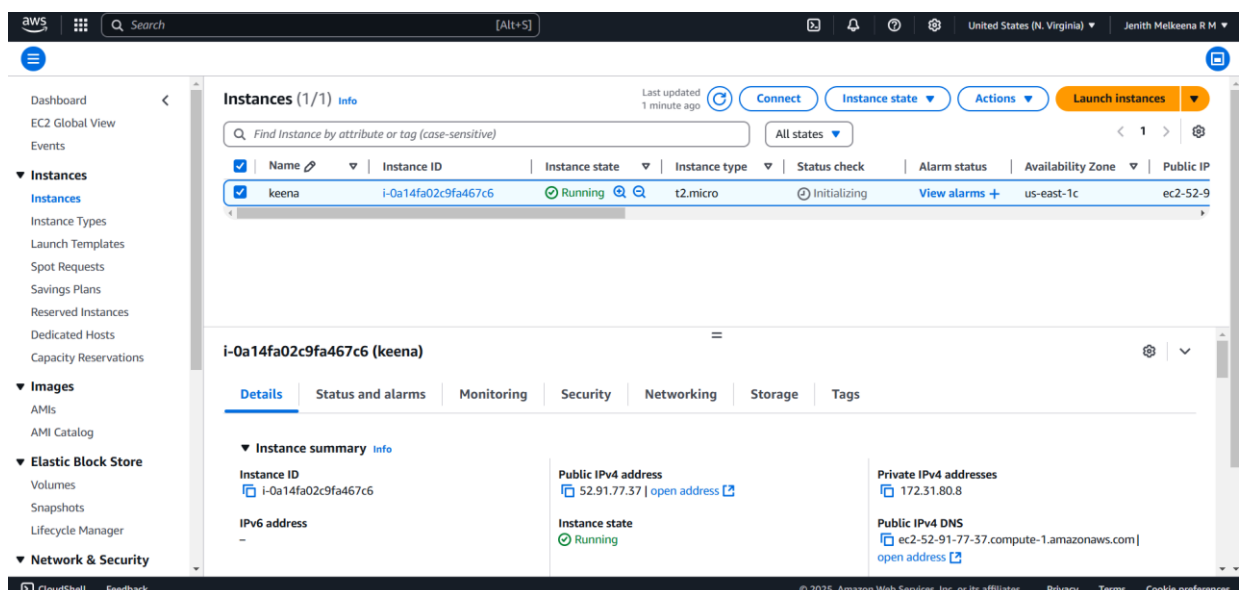 aws Search [Alt+S] United States (N. Virginia) Jenith Melkeena R M
Dashboard
EC2 Global View
Events
Instances
Instances
Instance Types
Launch Templates
Spot Requests
Savings Plans
Reserved Instances
Dedicated Hosts
Capacity Reservations
Images
AMIs
AMI Catalog
Elastic Block Store
Volumes
Snapshots
Lifecycle Manager
Network & Security
Instances (1/1) Info
Last updated
1 minute ago
Connect Instance state Actions Launch instances
Find Instance by attribute or tag (case-sensitive) All states 1
Name Instance ID Instance state Instance type Status check Alarm status Availability Zone Public IP
keena i-0a14fa02c9fa467c6 Running t2.micro Initializing View alarms + us-east-1c ec2-52-9
i-0a14fa02c9fa467c6 (keena)
Details Status and alarms Monitoring Security Networking Storage Tags
Instance summary Info
Instance ID
i-0a14fa02c9fa467c6
IPv6 address
–
Public IPv4 address
52.91.77.37 | open address
Instance state
Running
Private IPv4 addresses
172.31.80.8
Public IPv4 DNS
ec2-52-91-77-37.compute-1.amazonaws.com |
open address
CloudShell Feedback © 2025, Amazon Web Services, Inc. or its affiliates. Privacy Terms Cookie preferences